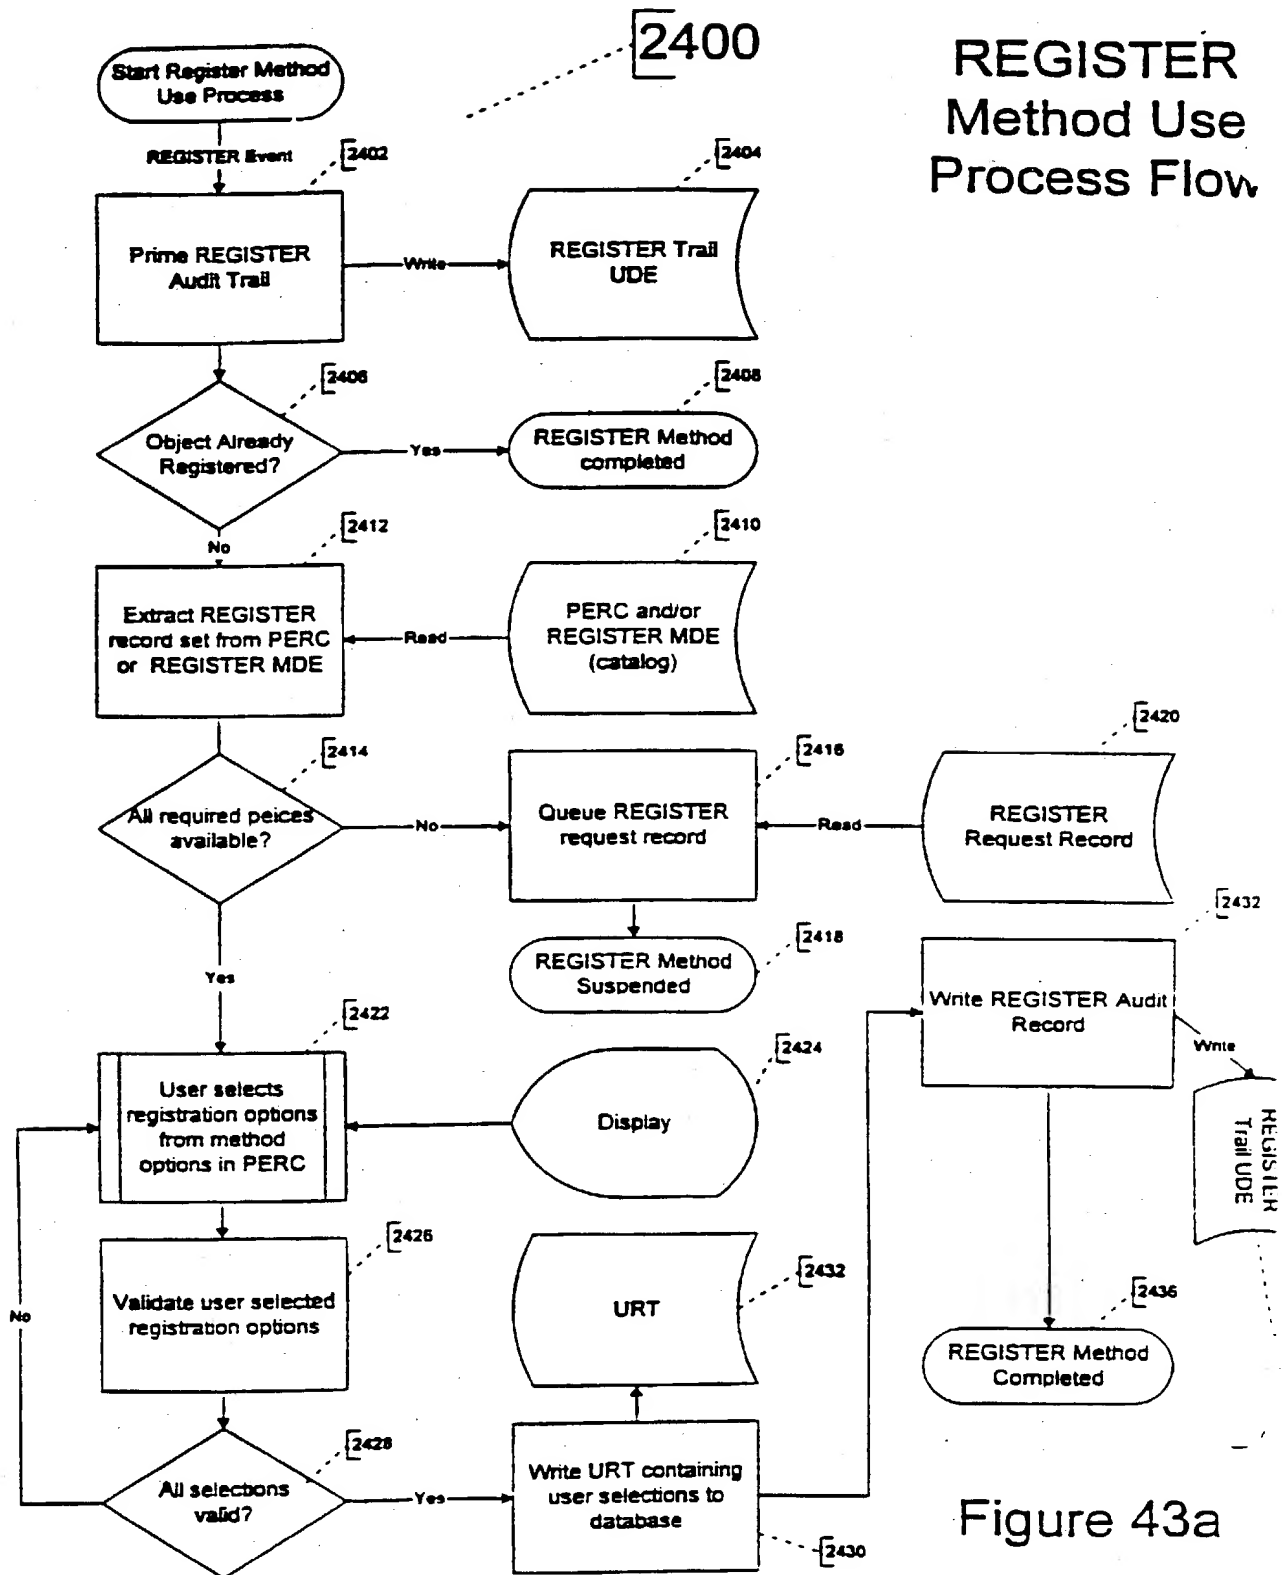 2400
REGISTER
Method Use
Process Flow
Start Register Method
Use Process
REGISTER Event
2402
2404
Prime REGISTER
Audit Trail
Write
REGISTER Trail
UDE
2406
2408
Object Already
Registered?
Yes
REGISTER Method
completed
No
2412
2410
Extract REGISTER
record set from PERC
or REGISTER MDE
Read
PERC and/or
REGISTER MDE
(catalog)
2414
2416
2420
All required peices
available?
No
Queue REGISTER
request record
Read
REGISTER
Request Record
Yes
2418
REGISTER Method
Suspended
2432
Write REGISTER Audit
Record
Write
REGISTER
Trail UDE
2422
2424
User selects
registration options
from method
options in PERC
Display
2426
2432
Validate user selected
registration options
URT
No
2436
REGISTER Method
Completed
2428
All selections
valid?
Yes
Write URT containing
user selections to
database
2430
Figure 43a